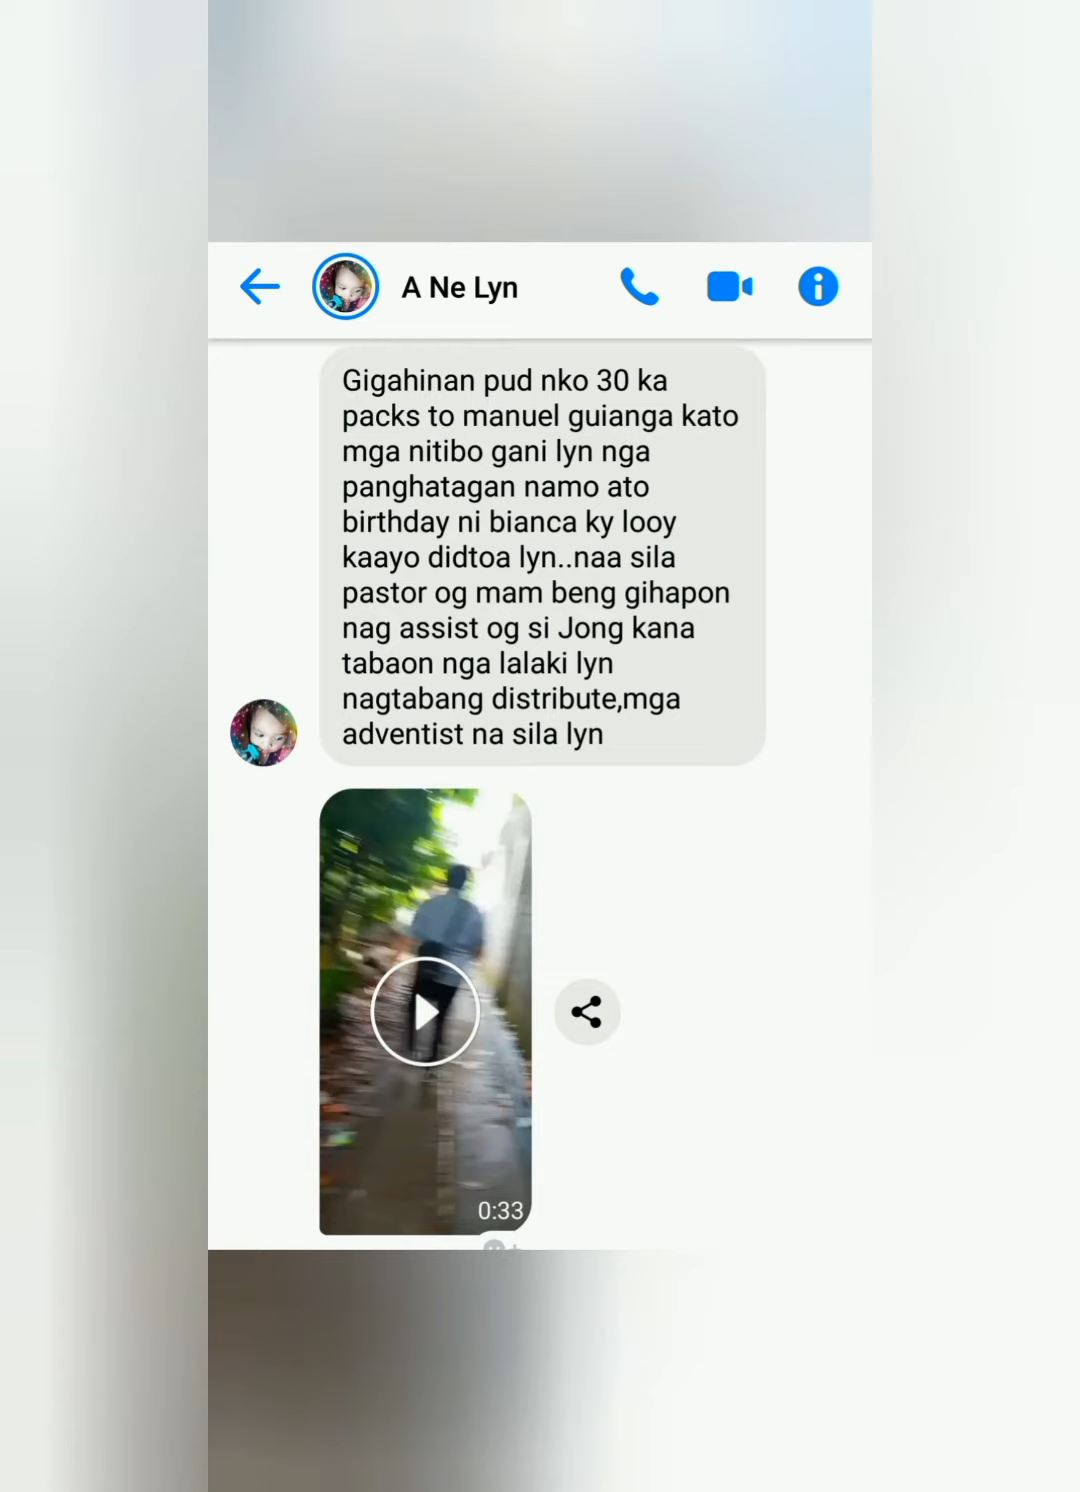 A Ne Lyn
Gigahinan pud nko 30 ka
packs to manuel guianga kato
mga nitibo gani lyn nga
panghatagan namo ato
birthday ni bianca ky looy
kaayo didtoa lyn..naa sila
pastor og mam beng gihapon
nag assist og si Jong kana
tabaon nga lalaki lyn
nagtabang distribute,mga
adventist na sila lyn
0:33